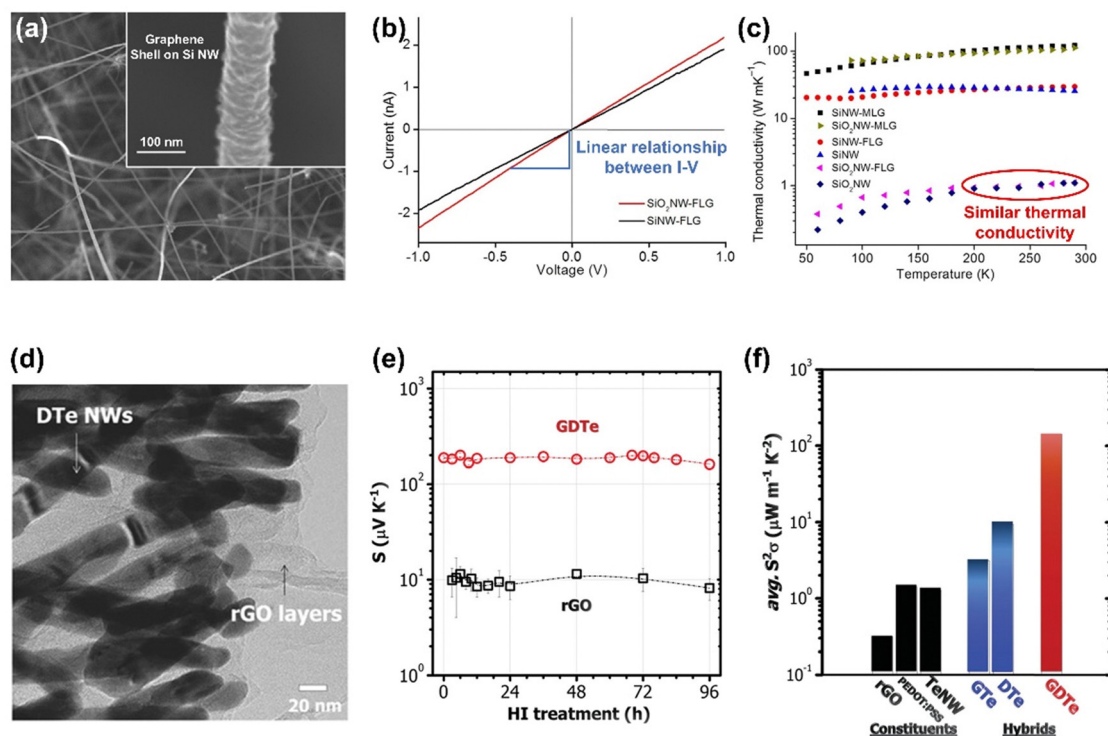 (a)
Graphene
Shell on Si NW
100 nm
(b)
Current (nA)
2
1
0
-1
-2
-1.0 -0.5 0.0 0.5 1.0
Voltage (V)
Linear relationship
between I-V
SiO₂NW-FLG
SiNW-FLG
(c)
Thermal conductivity (W mK⁻¹)
100
10
1
SiNW-MLG
SiO₂NW-MLG
SiNW-FLG
SiNW
SiO₂NW-FLG
SiO₂NW
Similar thermal
conductivity
50 100 150 200 250 300
Temperature (K)
(d)
DTe NWs
rGO layers
20 nm
(e)
S (μV K⁻¹)
10³
10²
10¹
10⁰
GDTe
rGO
0 24 48 72 96
HI treatment (h)
(f)
avg. S²σ (μW m⁻¹ K⁻²)
10³
10²
10¹
10⁰
10⁻¹
rGO PEDOT:PSS TeNW GTe DTe GDTe
Constituents Hybrids